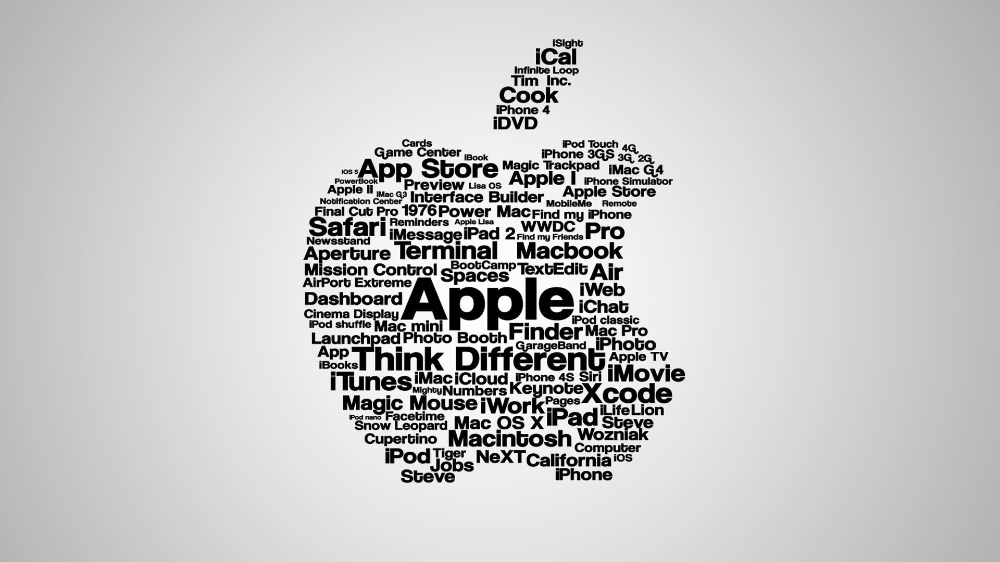 iSight
iCal
Infinite Loop
Tim Inc.
Cook
iPhone 4
iDVD
Cards
iPod Touch 4G
Game Center iBook
iPhone 3GS 3G 2G
iOS 5 App Store Magic Trackpad iMac G4
PowerBook Preview Lisa OS Apple I iPhone Simulator
Apple II iMac G3 Interface Builder Apple Store
Notification Center MobileMe Remote
Final Cut Pro 1976 Power Mac Find my iPhone
Safari Reminders Apple Lisa WWDC Pro
iMessage iPad 2 Find my Friends
Newsstand
Aperture Terminal Macbook
Mission Control BootCamp TextEdit Air
Spaces
AirPort Extreme iWeb
Dashboard Apple iChat
Cinema Display iPod classic
iPod shuffle Mac mini Finder Mac Pro
Launchpad Photo Booth GarageBand iPhoto
App Think Different Apple TV
iBooks
iTunes iMac iCloud iPhone 4S Siri iMovie
Mighty Numbers Keynote Xcode
Magic Mouse iWork Pages iLife Lion
iPod nano Facetime iPad Steve
Snow Leopard Mac OS X
Cupertino Macintosh Wozniak
Computer
iPod Tiger NeXT California iOS
Jobs
Steve iPhone